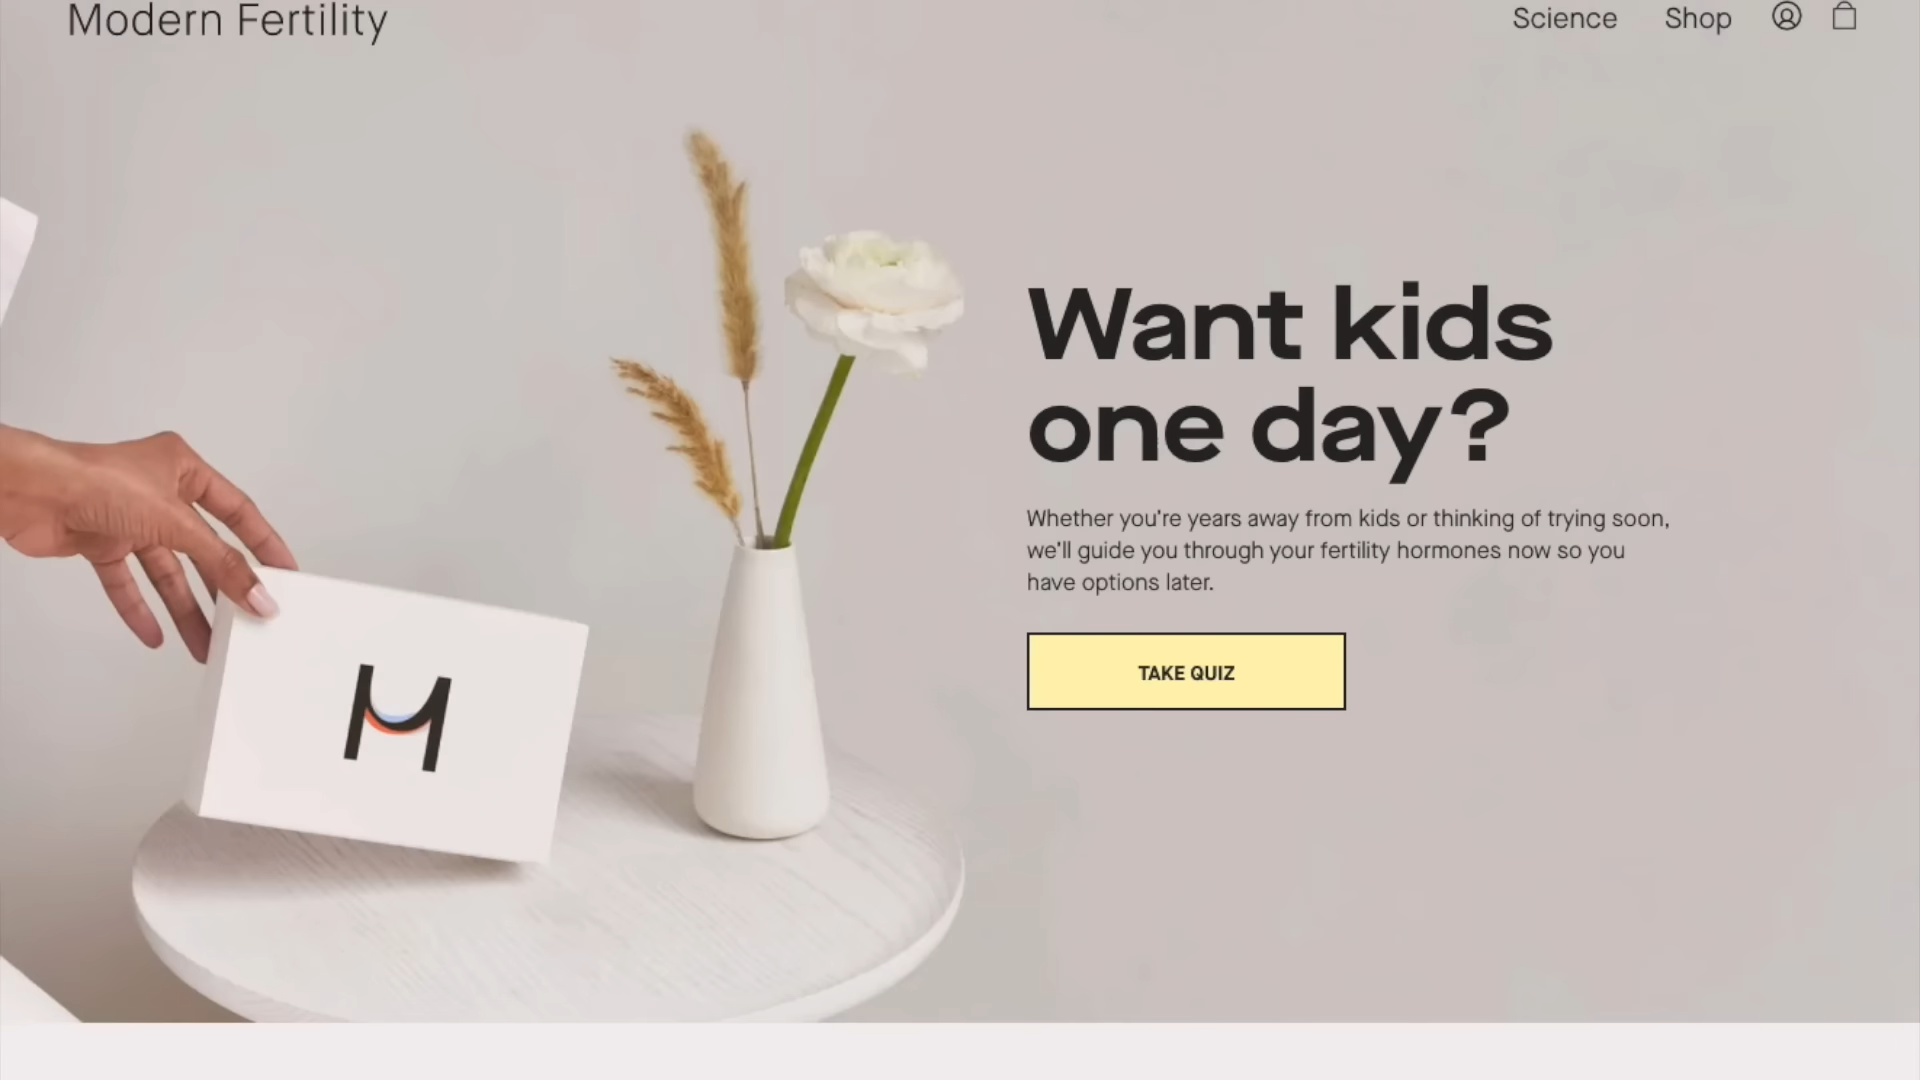 Modern Fertility
Science
Shop
Want kids
one day?
Whether you're years away from kids or thinking of trying soon,
we'll guide you through your fertility hormones now so you
have options later.
TAKE QUIZ
M